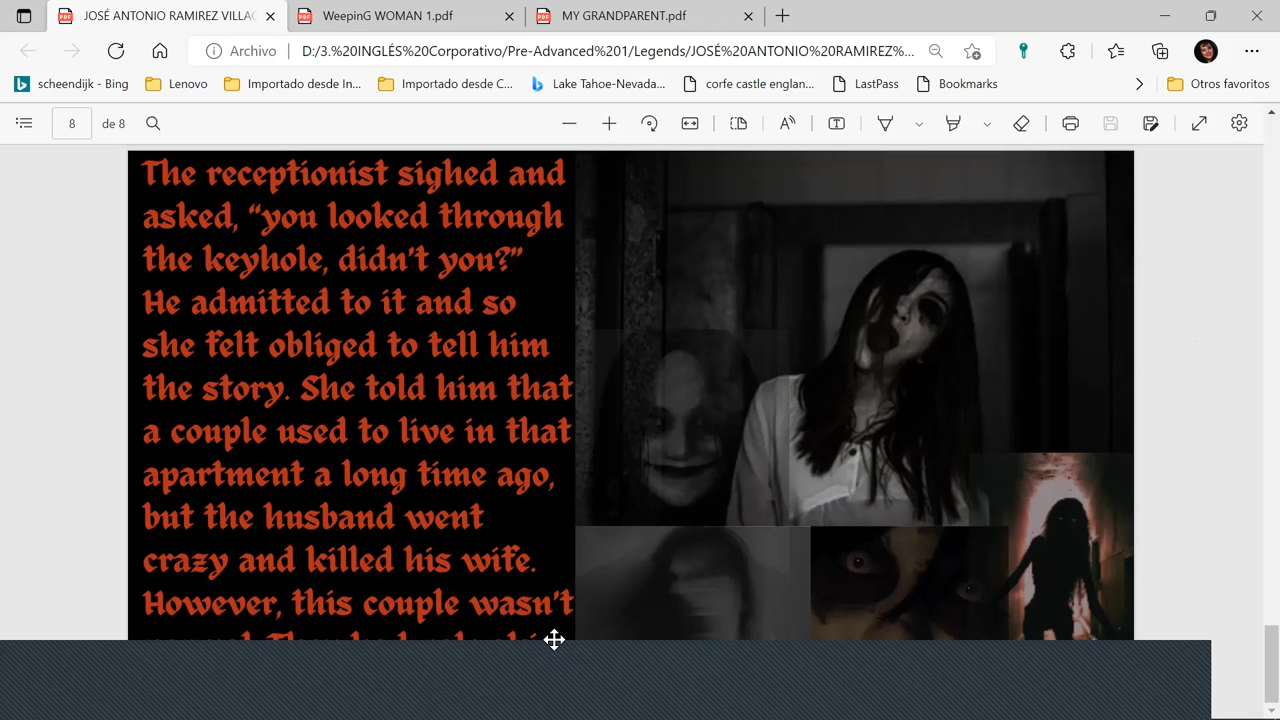 JOSÉ ANTONIO RAMIREZ VILLAC
WeepinG WOMAN 1.pdf
MY GRANDPARENT.pdf
Archivo
D:/3.%20INGLÉS%20Corporativo/Pre-Advanced%201/Legends/JOSÉ%20ANTONIO%20RAMIREZ%...
scheendijk - Bing
Lenovo
Importado desde In...
Importado desde C...
Lake Tahoe-Nevada...
corfe castle englan...
LastPass
Bookmarks
Otros favoritos
8 de 8
The receptionist sighed and
asked, “you looked through
the keyhole, didn't you?”
He admitted to it and so
she felt obliged to tell him
the story. She told him that
a couple used to live in that
apartment a long time ago,
but the husband went
crazy and killed his wife.
However, this couple wasn't